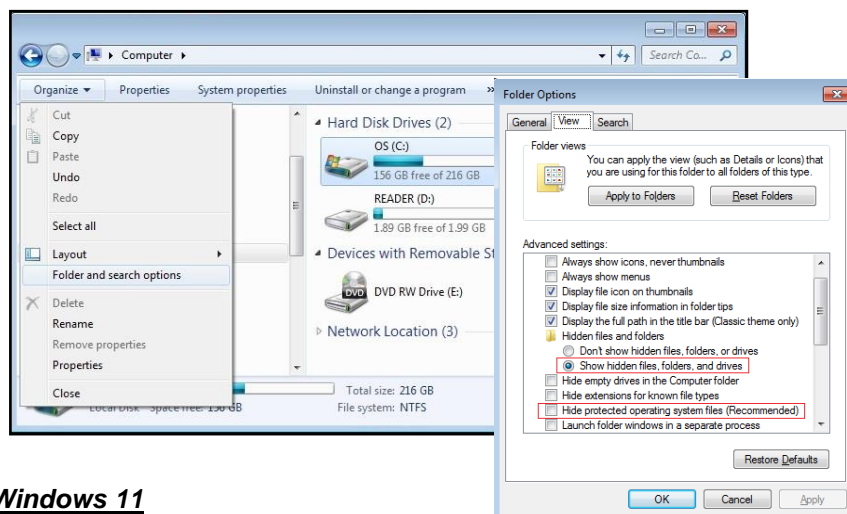 Computer
Search Co...
Organize
Properties
System properties
Uninstall or change a program
»
Cut
Copy
Paste
Undo
Redo
Select all
Layout
Folder and search options
Delete
Rename
Remove properties
Properties
Close
Hard Disk Drives (2)
OS (C:)
156 GB free of 216 GB
READER (D:)
1.89 GB free of 1.99 GB
Devices with Removable St
DVD
DVD RW Drive (E:)
Network Location (3)
Local Disk Space free: 156 GB
Total size: 216 GB
File system: NTFS
Folder Options
General View Search
Folder views
You can apply the view (such as Details or Icons) that
you are using for this folder to all folders of this type.
Apply to Folders Reset Folders
Advanced settings:
Always show icons, never thumbnails
Always show menus
Display file icon on thumbnails
Display file size information in folder tips
Display the full path in the title bar (Classic theme only)
Hidden files and folders
Don't show hidden files, folders, or drives
Show hidden files, folders, and drives
Hide empty drives in the Computer folder
Hide extensions for known file types
Hide protected operating system files (Recommended)
Launch folder windows in a separate process
Restore Defaults
OK Cancel Apply
Windows 11